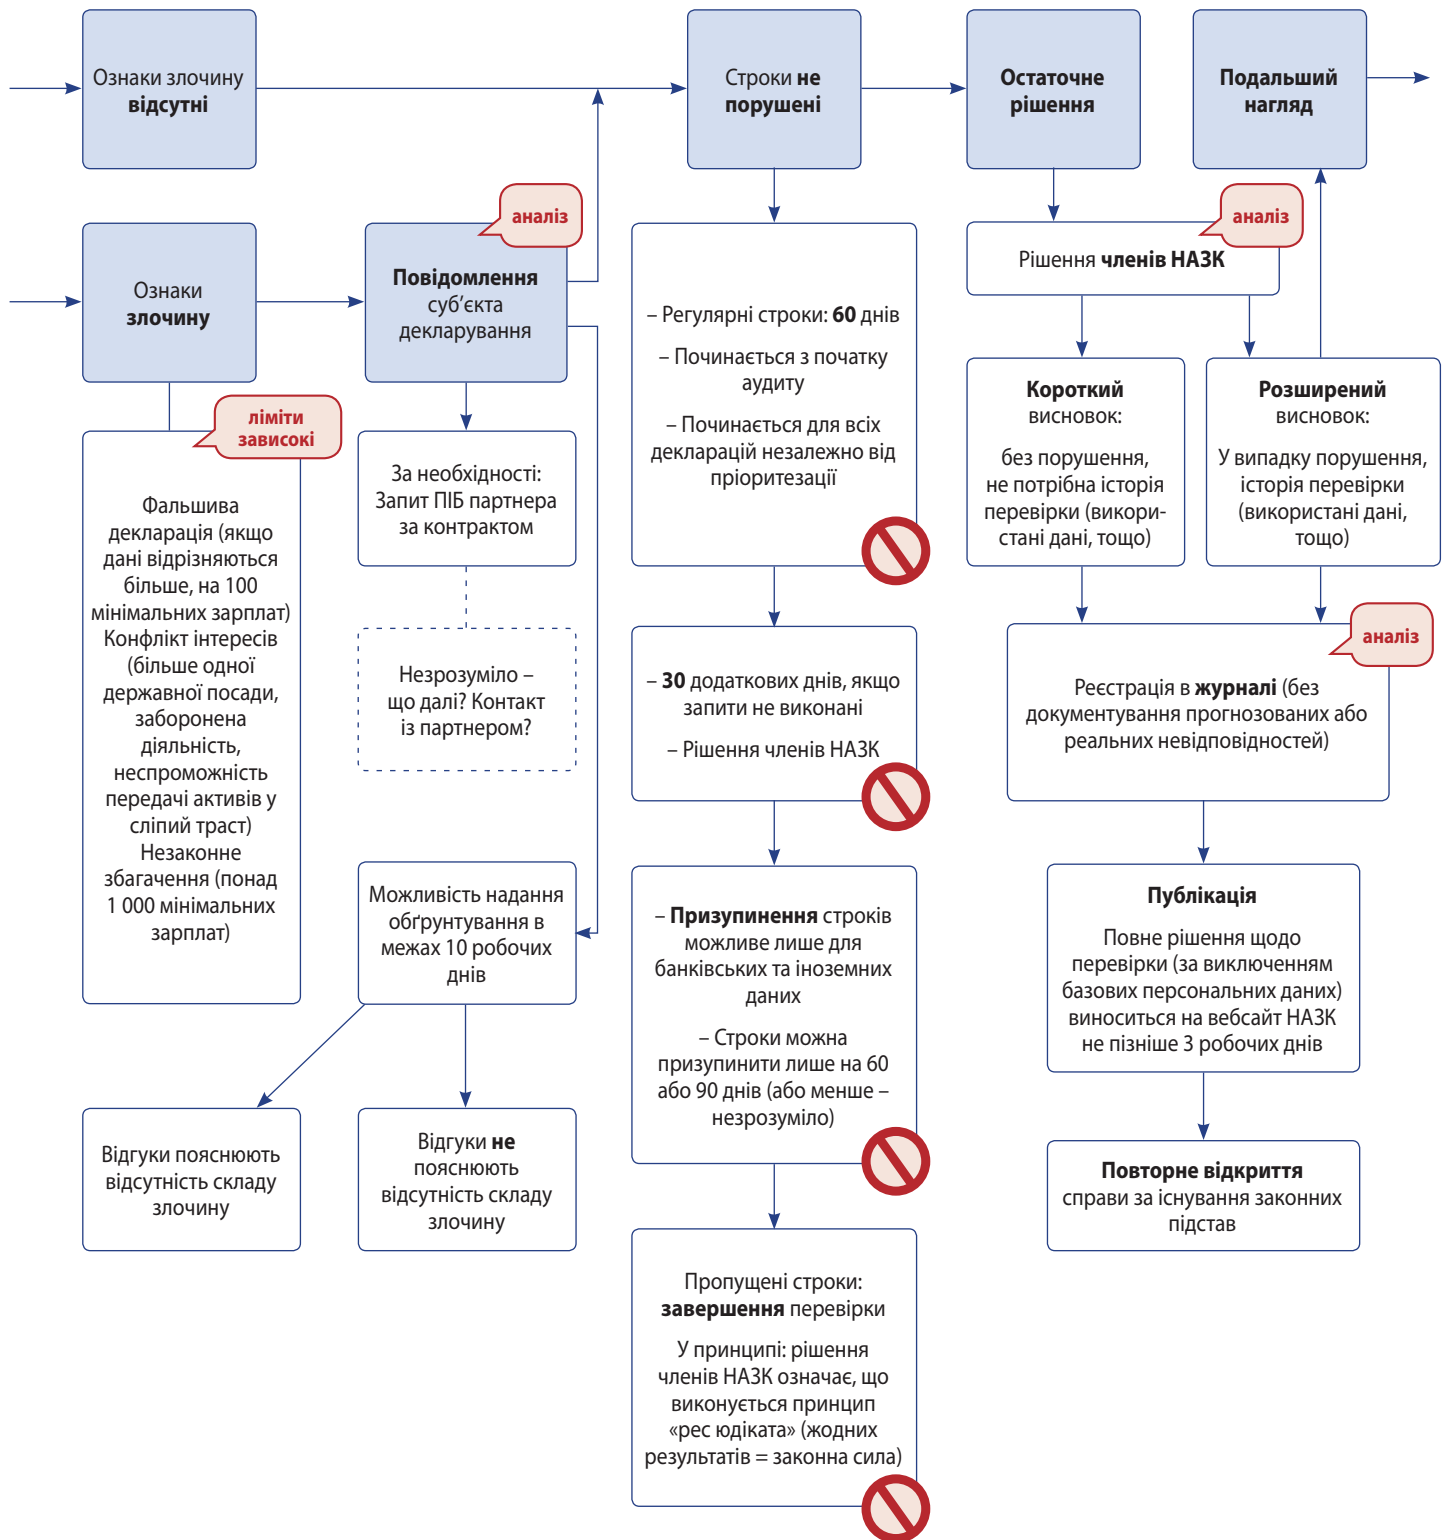 Ознаки злочину
відсутні
Строки не
порушені
Остаточне
рішення
Подальший
нагляд
Ознаки
злочину
аналіз
Повідомлення
суб’єкта
декларування
ліміти
зависокі
Фальшива
декларація (якщо
дані відрізняються
більше, на 100
мінімальних зарплат)
Конфлікт інтересів
(більше одної
державної посади,
заборонена
діяльність,
неспроможність
передачі активів у
сліпий траст)
Незаконне
збагачення (понад
1 000 мінімальних
зарплат)
За необхідності:
Запит ПІБ партнера
за контрактом
Незрозуміло –
що далі? Контакт
із партнером?
Можливість надання
обґрунтування в
межах 10 робочих
днів
Відгуки пояснюють
відсутність складу
злочину
Відгуки не
пояснюють
відсутність складу
злочину
– Регулярні строки: 60 днів
– Починається з початку
аудиту
– Починається для всіх
декларацій незалежно від
пріоритезації
– 30 додаткових днів, якщо
запити не виконані
– Рішення членів НАЗК
– Призупинення строків
можливе лише для
банківських та іноземних
даних
– Строки можна
призупинити лише на 60
або 90 днів (або менше –
незрозуміло)
Пропущені строки:
завершення перевірки
У принципі: рішення
членів НАЗК означає, що
виконується принцип
«рес юдіката» (жодних
результатів = законна сила)
аналіз
Рішення членів НАЗК
Короткий
висновок:
без порушення,
не потрібна історія
перевірки (викори-
стані дані, тощо)
Розширений
висновок:
У випадку порушення,
історія перевірки
(використані дані,
тощо)
аналіз
Реєстрація в журналі (без
документування прогнозованих або
реальних невідповідностей)
Публікація
Повне рішення щодо
перевірки (за виключенням
базових персональних даних)
виноситься на вебсайт НАЗК
не пізніше 3 робочих днів
Повторне відкриття
справи за існування законних
підстав